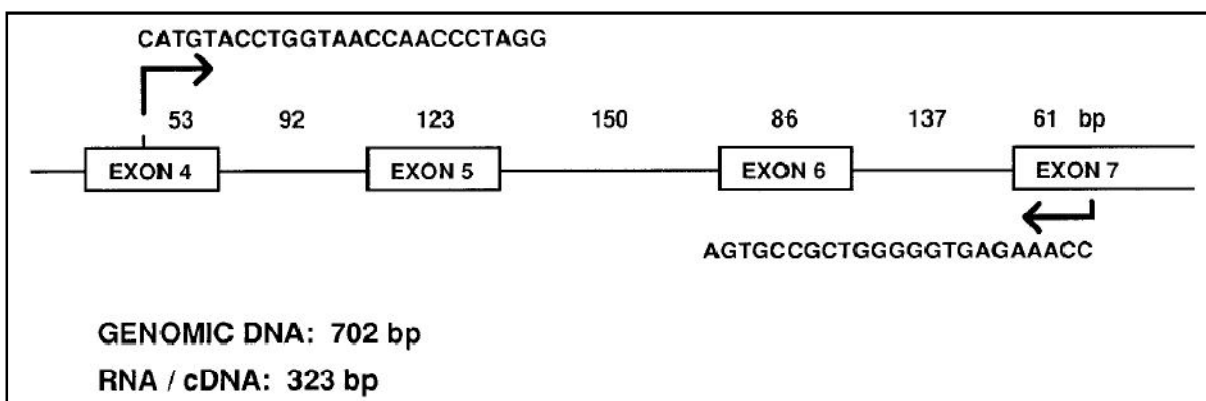 CATGTACCTGGTAACCAACCCTAGG
53 92 123 150 86 137 61 bp
EXON 4 EXON 5 EXON 6 EXON 7
AGTGCCGCTGGGGGTGAGAAACC
GENOMIC DNA: 702 bp
RNA / cDNA: 323 bp